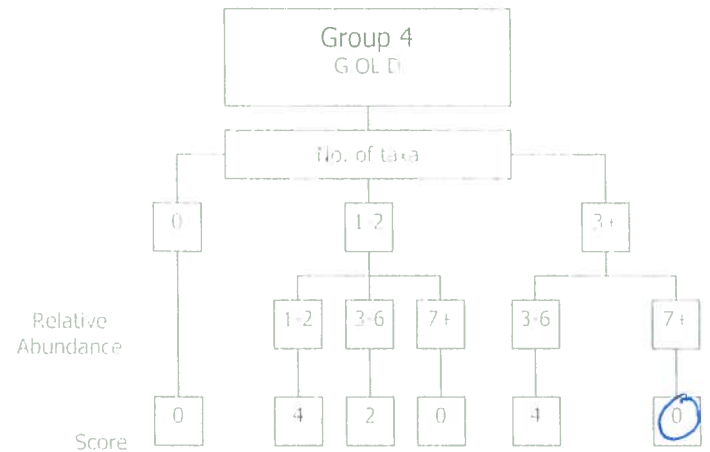 Group 4
G OL D
No. of taxa
0 1-2 3+
Relative 1-2 3-6 7+ 3-6 7+
Abundance
0 4 2 0 4 0
Score